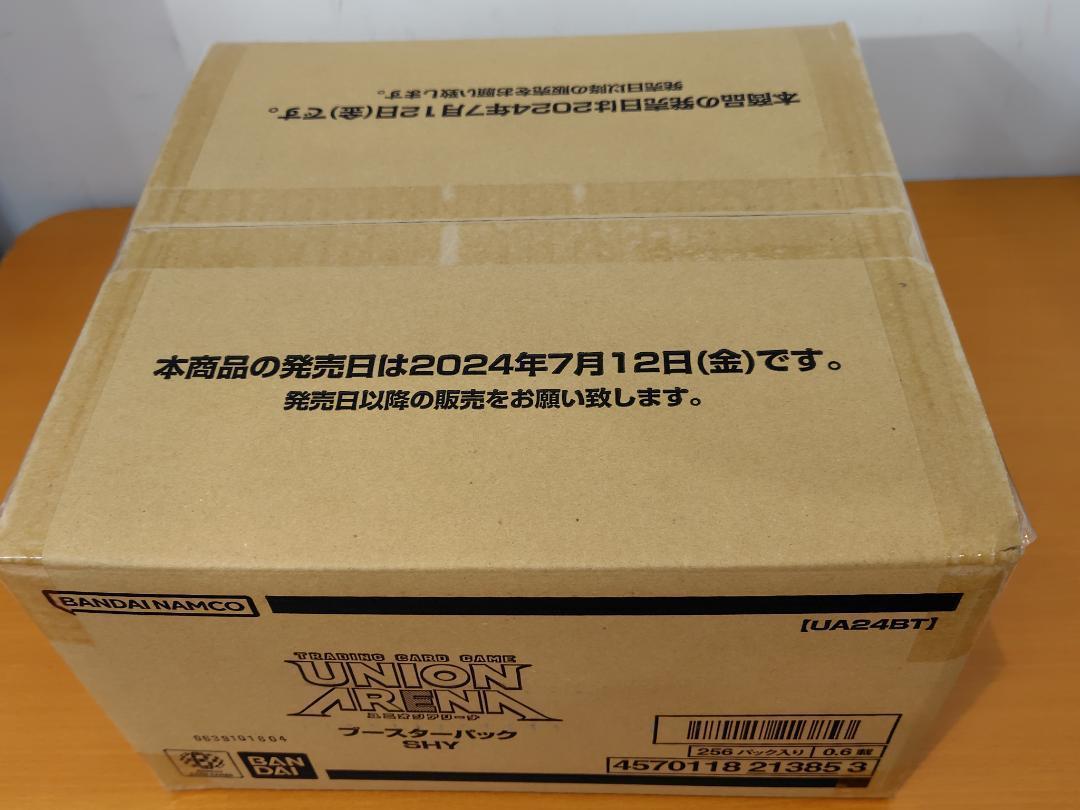 本商品の発売日は2024年7月12日(金)です。
発売日以降の販売をお願い致します。
本商品の発売日は2024年7月12日(金)です。
発売日以降の販売をお願い致します。
BANDAI NAMCO
【UA24BT】
TRADING CARD GAME
UNION
ARENA
ユニオンアリーナ
ブースターパック
SHY
BAN
DAI
256 パック入り
0.6 載
4570118 21385 3